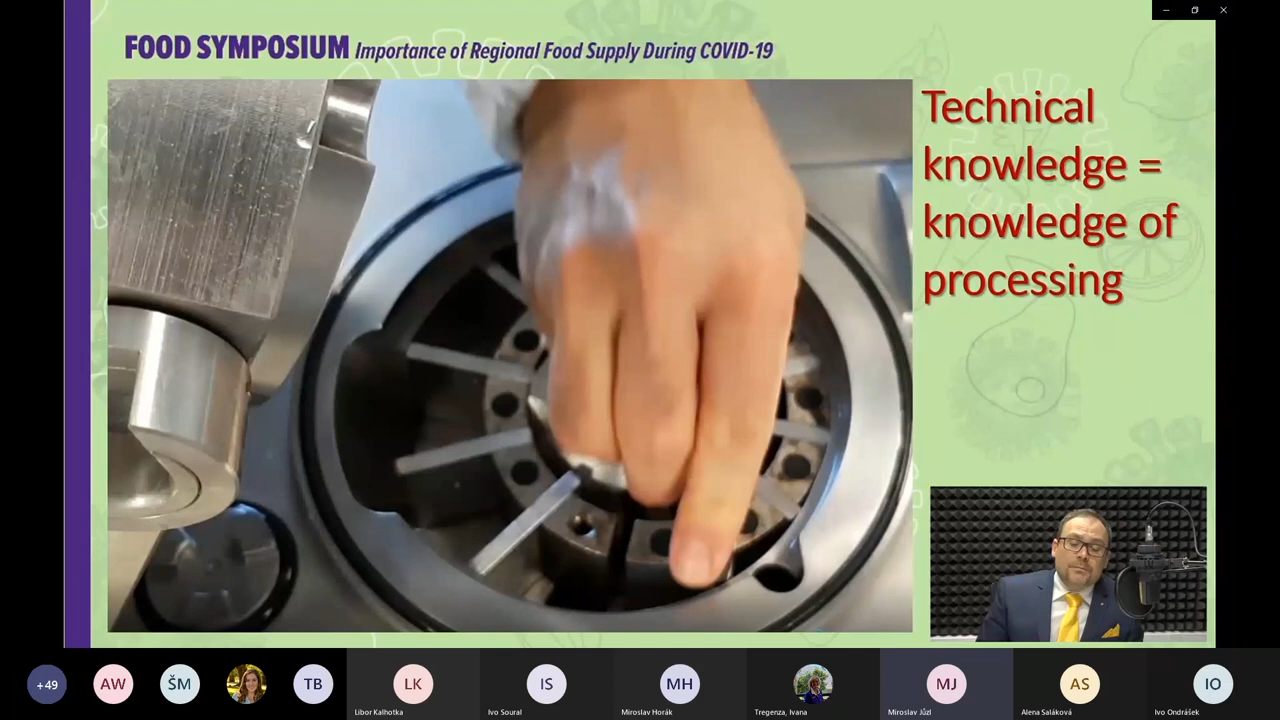 FOOD SYMPOSIUM Importance of Regional Food Supply During COVID-19
Technical
knowledge =
knowledge of
processing
+49
AW
ŠM
TB
LK
IS
MH
MJ
AS
IO
Libor Kalhotka
Ivo Soural
Miroslav Horák
Tregenza, Ivana
Miroslav Jůzl
Alena Saláková
Ivo Ondrášek